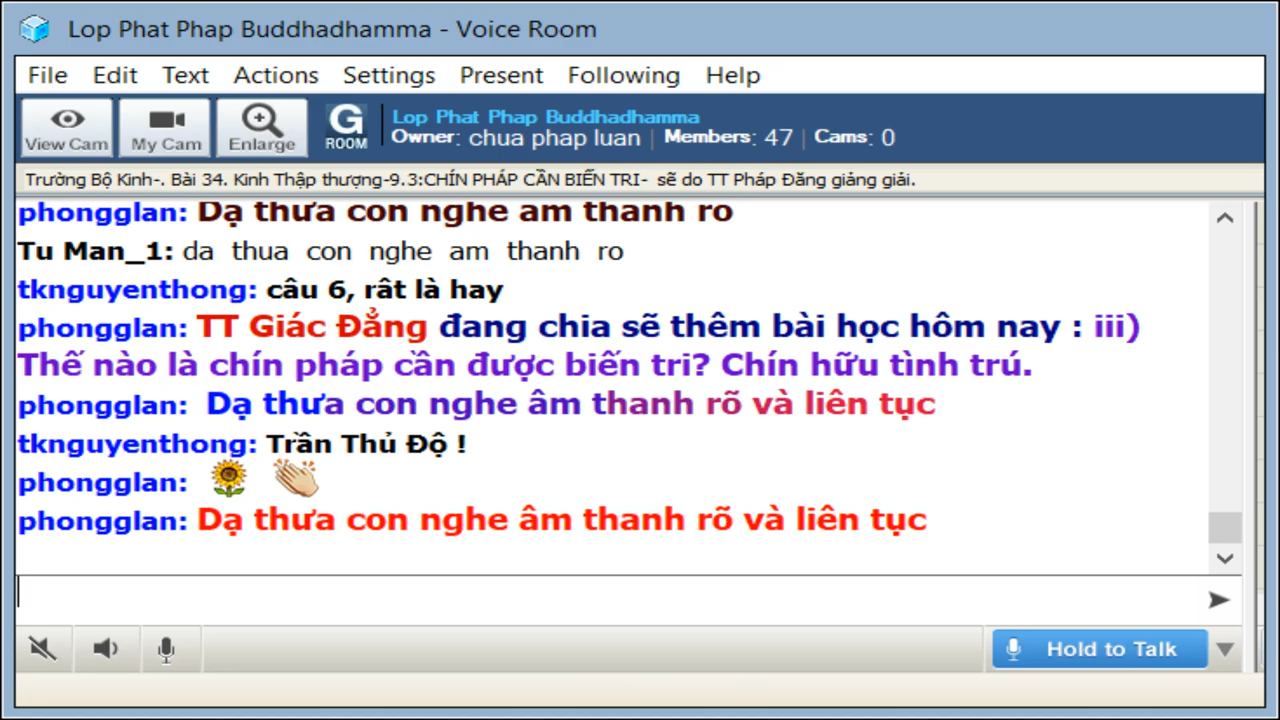 Lop Phat Phap Buddhadhamma - Voice Room
File Edit Text Actions Settings Present Following Help
View Cam My Cam Enlarge G ROOM Lop Phat Phap Buddhadhamma
Owner: chua phap luan | Members: 47 | Cams: 0
Trường Bộ Kinh-. Bài 34. Kinh Thập thượng-9.3:CHÍN PHÁP CẦN BIẾN TRI- sẽ do TT Pháp Đăng giảng giải.
phongglan: Dạ thưa con nghe âm thanh rõ
Tu Man_1: da thua con nghe am thanh ro
tknguyenthong: câu 6, rât là hay
phongglan: TT Giác Đẳng đang chia sẽ thêm bài học hôm nay : iii)
Thế nào là chín pháp cần được biến tri? Chín hữu tình trú.
phongglan: Dạ thưa con nghe âm thanh rõ và liên tục
tknguyenthong: Trần Thủ Độ !
phongglan:
phongglan: Dạ thưa con nghe âm thanh rõ và liên tục
Hold to Talk